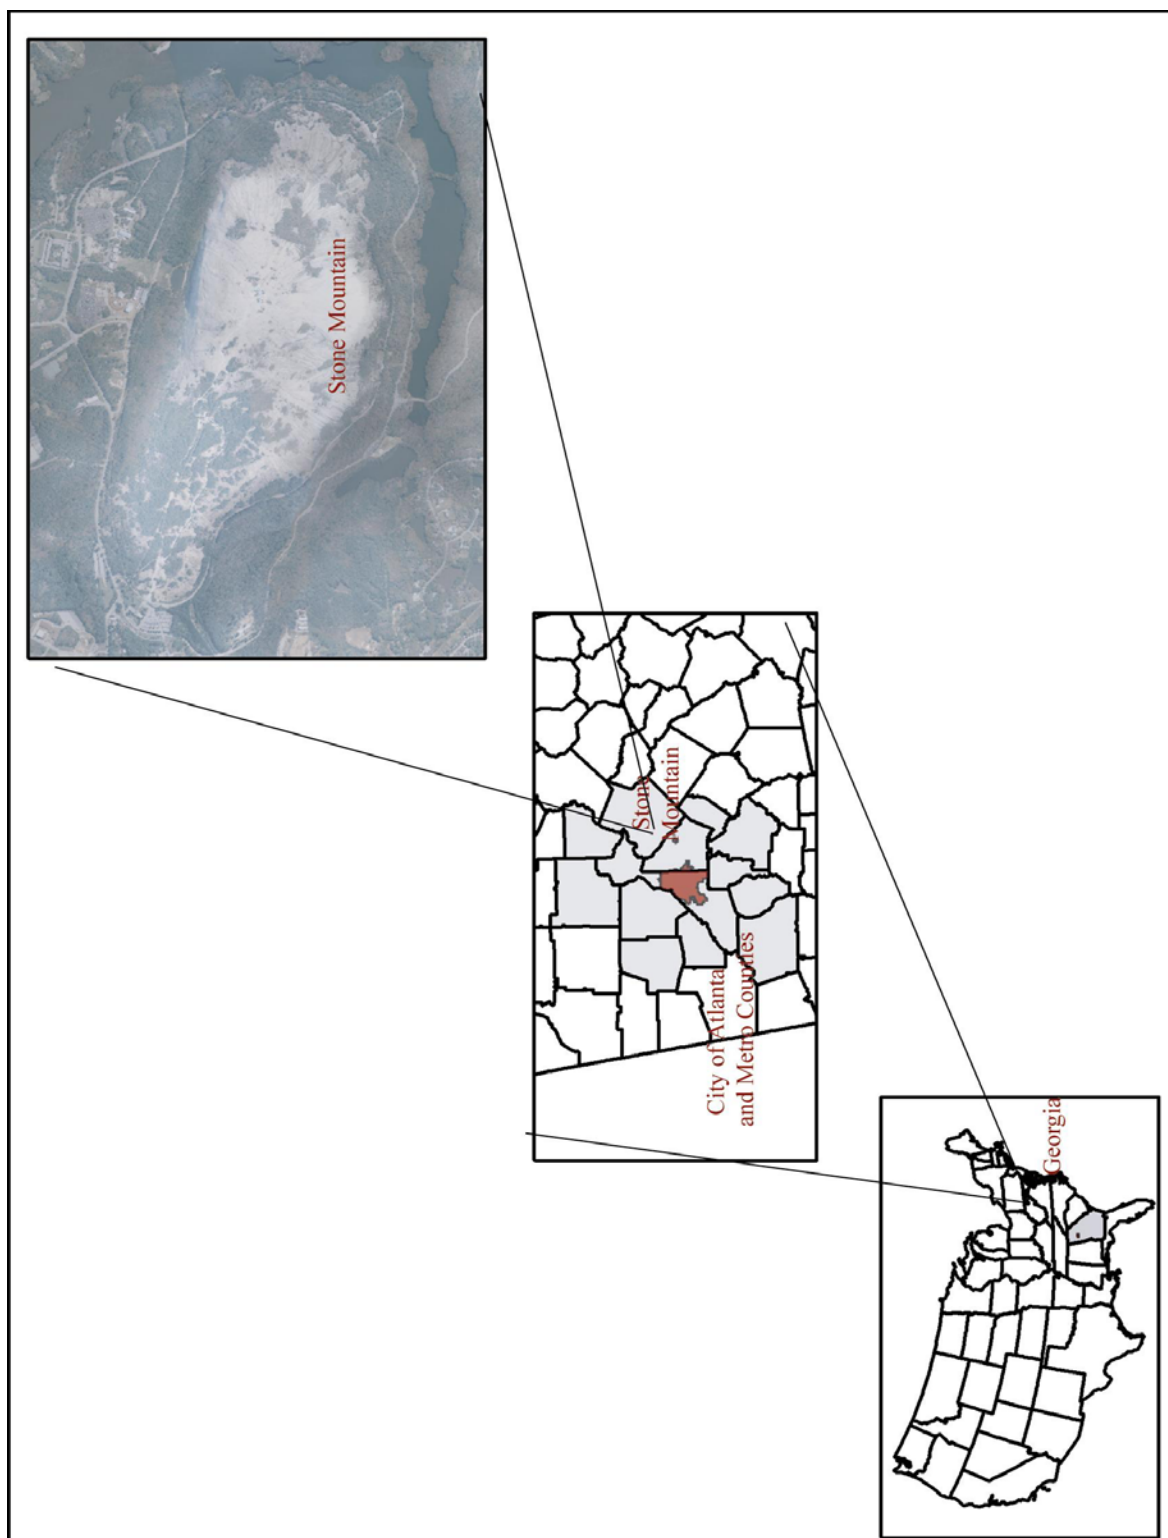 Stone Mountain
Stone
Mountain
City of Atlanta
and Metro Counties
Georgia